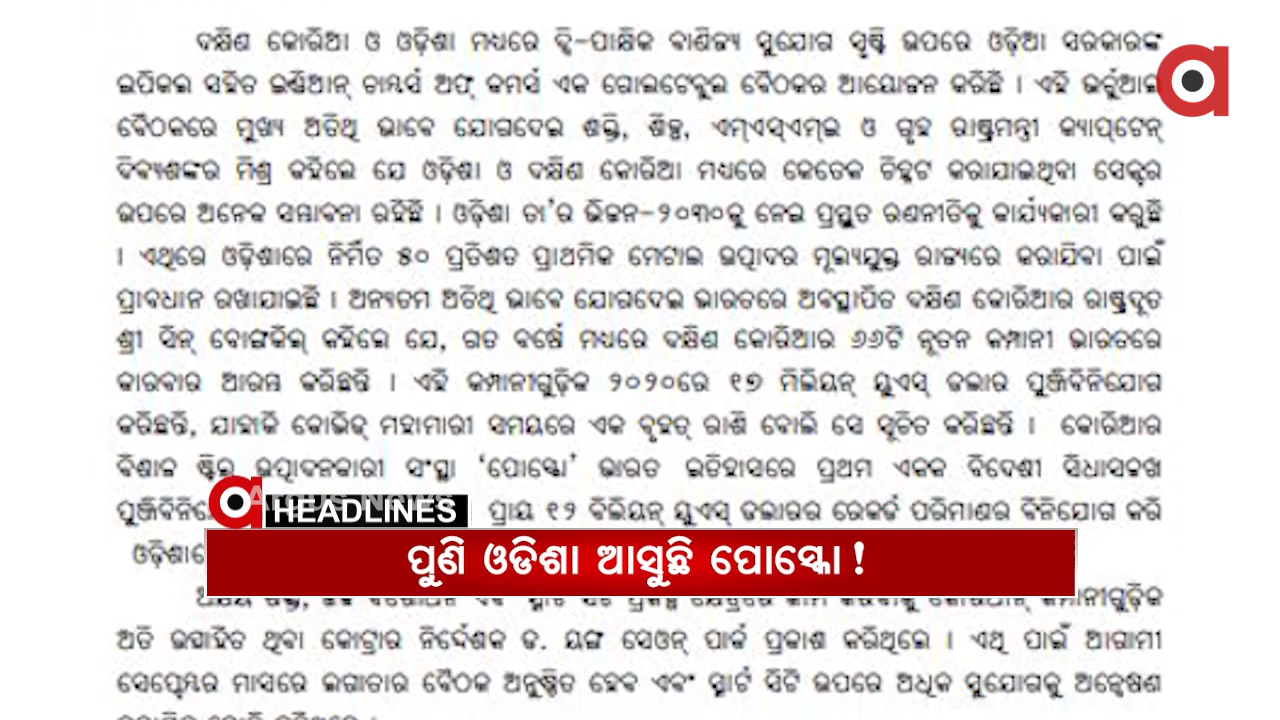 ଦକ୍ଷିଣ କୋରିଆ ଓ ଓଡ଼ିଶା ମଧ୍ୟରେ ଦ୍ୱି-ପାକ୍ଷିକ ବାଣିଜ୍ୟ ସୁଯୋଗ ସୃଷ୍ଟି ଉପରେ ଓଡ଼ିଆ ସରକାରଙ୍କ
ଇପିକଇ ସହିତ ଇଣ୍ଡିଆନ୍ ଚାମ୍ବର୍ସ ଅଫ୍ କମର୍ସ ଏକ ଗୋଲଟେବୁଲ ବୈଠକର ଆୟୋଜନ କରିଛି । ଏହି ଭର୍ଚୁଆଲ
ବୈଠକରେ ମୁଖ୍ୟ ଅତିଥି ଭାବେ ଯୋଗଦେଇ ଶକ୍ତି, ଶିଳ୍ପ, ଏମ୍‌ଏସ୍‌ଏମ୍‌ଇ ଓ ଗୃହ ରାଷ୍ଟ୍ରମନ୍ତ୍ରୀ କ୍ୟାପ୍‌ଟେନ୍
ଦିବ୍ୟଶଙ୍କର ମିଶ୍ର କହିଲେ ଯେ ଓଡ଼ିଶା ଓ ଦକ୍ଷିଣ କୋରିଆ ମଧ୍ୟରେ କେତେକ ଚିହ୍ନଟ କରାଯାଇଥିବା ସେକ୍ଟର
ଉପରେ ଅନେକ ସମ୍ଭାବନା ରହିଛି । ଓଡ଼ିଶା ତା'ର ଭିଜନ-୨୦୩୦କୁ ନେଇ ପ୍ରସ୍ତୁତ ରଣନୀତିକୁ କାର୍ଯ୍ୟକାରୀ କରୁଛି
। ଏଥିରେ ଓଡ଼ିଶାରେ ନିର୍ମିତ ୫୦ ପ୍ରତିଶତ ପ୍ରାଥମିକ ମେଟାଲ ଉତ୍ପାଦର ମୂଲ୍ୟଯୁକ୍ତ ରାଜ୍ୟରେ କରାଯିବା ପାଇଁ
ପ୍ରାବଧାନ ରଖାଯାଇଛି । ଅନ୍ୟତମ ଅତିଥି ଭାବେ ଯୋଗଦେଇ ଭାରତରେ ଅବସ୍ଥାପିତ ଦକ୍ଷିଣ କୋରିଆର ରାଷ୍ଟ୍ରଦୂତ
ଶ୍ରୀ ସିନ୍ ବୋଙ୍ଗକିଲ୍ କହିଲେ ଯେ, ଗତ ବର୍ଷେ ମଧ୍ୟରେ ଦକ୍ଷିଣ କୋରିଆର ୬୬ଟି ନୂତନ କମ୍ପାନୀ ଭାରତରେ
କାରବାର ଆରମ୍ଭ କରିଛନ୍ତି । ଏହି କମ୍ପାନୀଗୁଡ଼ିକ ୨୦୨୦ରେ ୧୭ ମିଲିୟନ୍ ୟୁଏସ୍ ଡଲାର ପୁଞ୍ଜିବିନିଯୋଗ
କରିଛନ୍ତି, ଯାହାକି କୋଭିଡ୍ ମହାମାରୀ ସମୟରେ ଏକ ବୃହତ୍ ରାଶି ବୋଲି ସେ ସୂଚିତ କରିଛନ୍ତି । କୋରିଆର
ବିଶାଳ ଷ୍ଟିଲ ଉତ୍ପାଦନକାରୀ ସଂସ୍ଥା 'ପୋସ୍କୋ' ଭାରତ ଇତିହାସରେ ପ୍ରଥମ ଏକକ ବିଦେଶୀ ସିଧାସଳଖ
ପ୍ରାୟ ୧୨ ବିଲିୟନ୍ ୟୁଏସ୍ ଡଲାରର ରେକର୍ଡ ପରିମାଣର ବିନିଯୋଗ କରି
HEADLINES
ପୁଣି ଓଡିଶା ଆସୁଛି ପୋସ୍କୋ !
ଅତି ଉତ୍ସାହିତ ଥିବା କୋଟ୍ରାର ନିର୍ଦ୍ଦେଶକ ଡ. ୟଙ୍ଗ ସେଓନ୍ ପାର୍କ ପ୍ରକାଶ କରିଥିଲେ । ଏଥି ପାଇଁ ଆଗାମୀ
ସେପ୍ଟେମ୍ବର ମାସରେ ଇଗାଚାର ବୈଠକ ଅନୁଷ୍ଠିତ ହେବ ଏବଂ ସ୍ମାର୍ଟ ସିଟି ଉପରେ ଅଧିକ ସୁଯୋଗକୁ ଅନ୍ୱେଷଣ